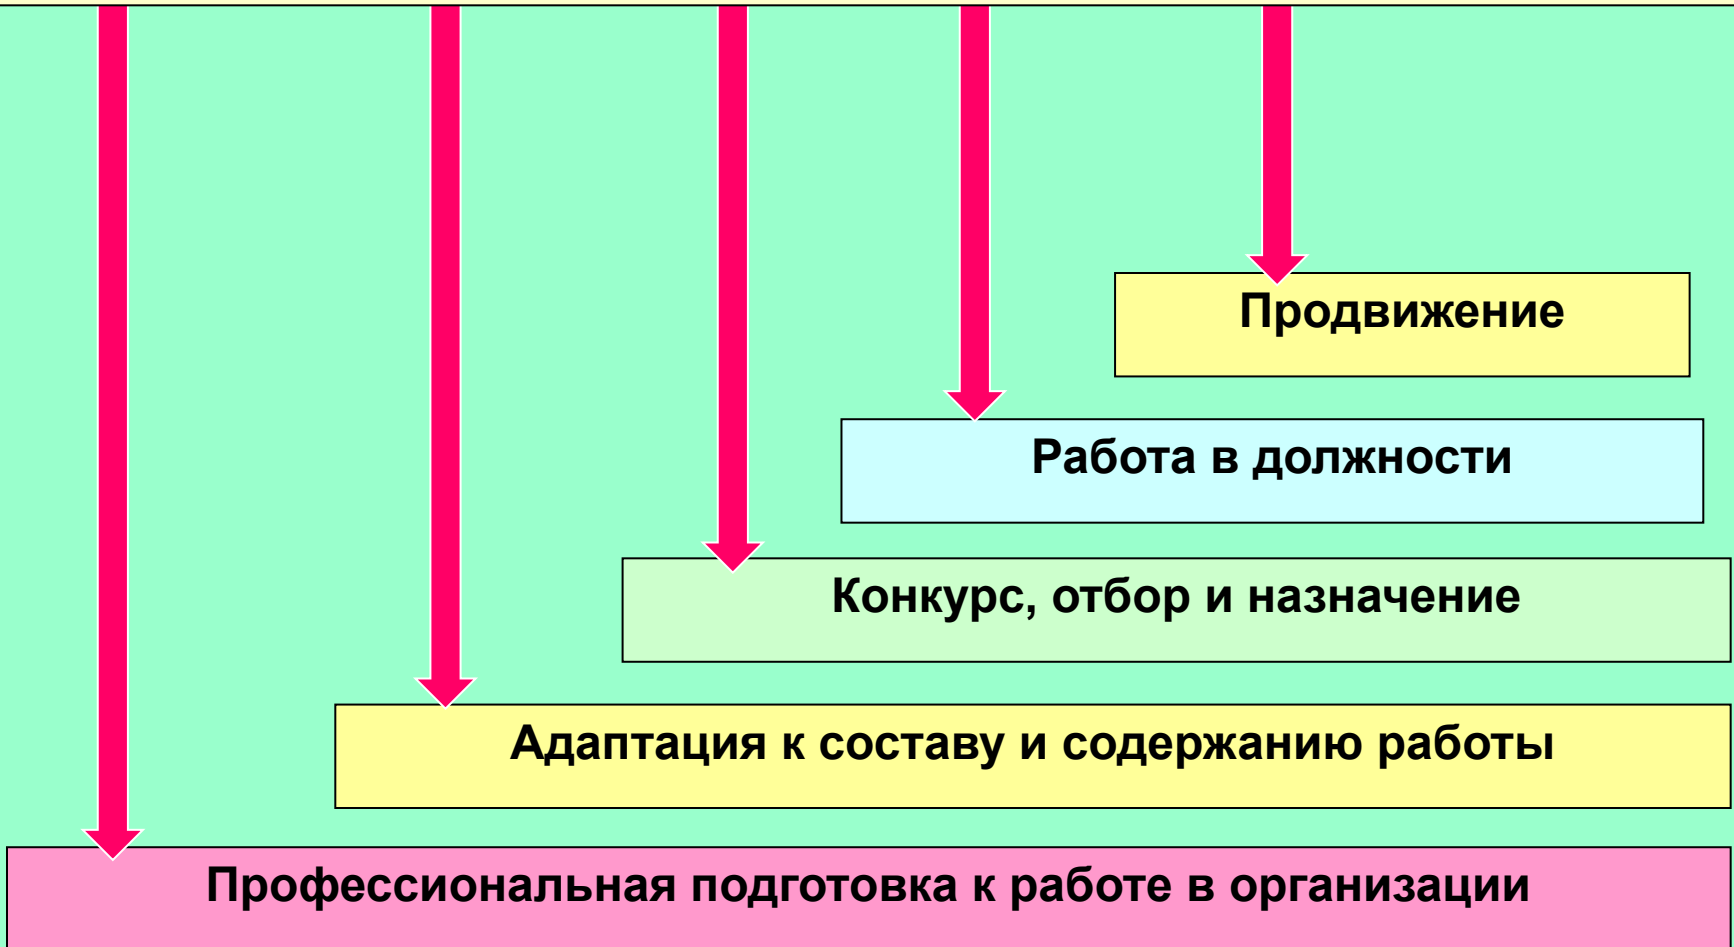 Продвижение
Работа в должности
Конкурс, отбор и назначение
Адаптация к составу и содержанию работы
Профессиональная подготовка к работе в организации